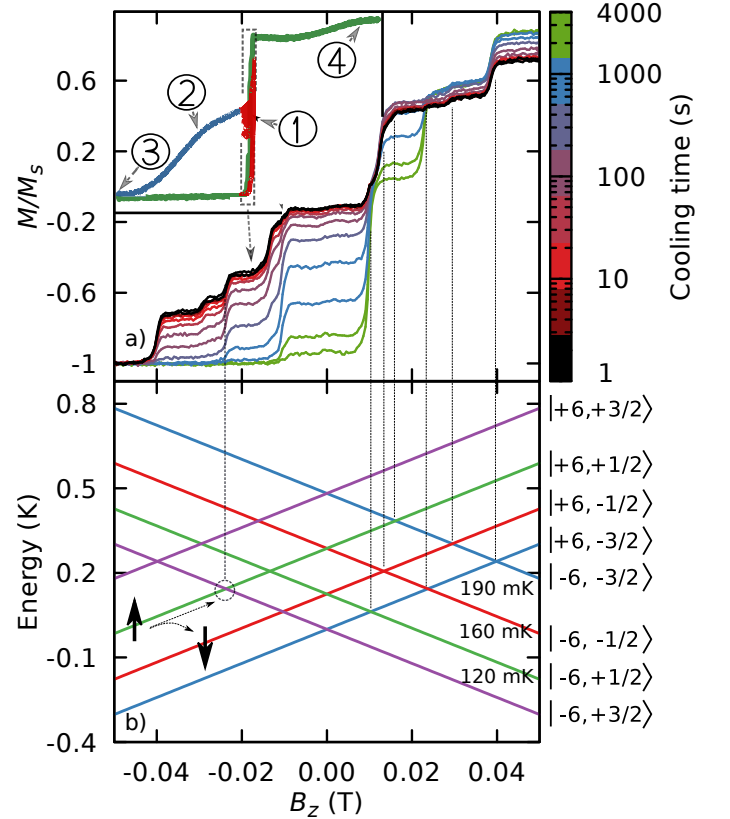 4000
0.6
1000
④
②
①
③
0.2
100
-0.2
M/Mₛ
Cooling time (s)
-0.6
10
a)
-1
1
0.8
|+6,+3/2⟩
0.5
|+6,+1/2⟩
|+6, -1/2⟩
|+6, -3/2⟩
0.2
|-6, -3/2⟩
190 mK
Energy (K)
160 mK
|-6, -1/2⟩
-0.1
120 mK
|-6,+1/2⟩
|-6,+3/2⟩
b)
-0.4
-0.04 -0.02 0.00 0.02 0.04
B_z (T)